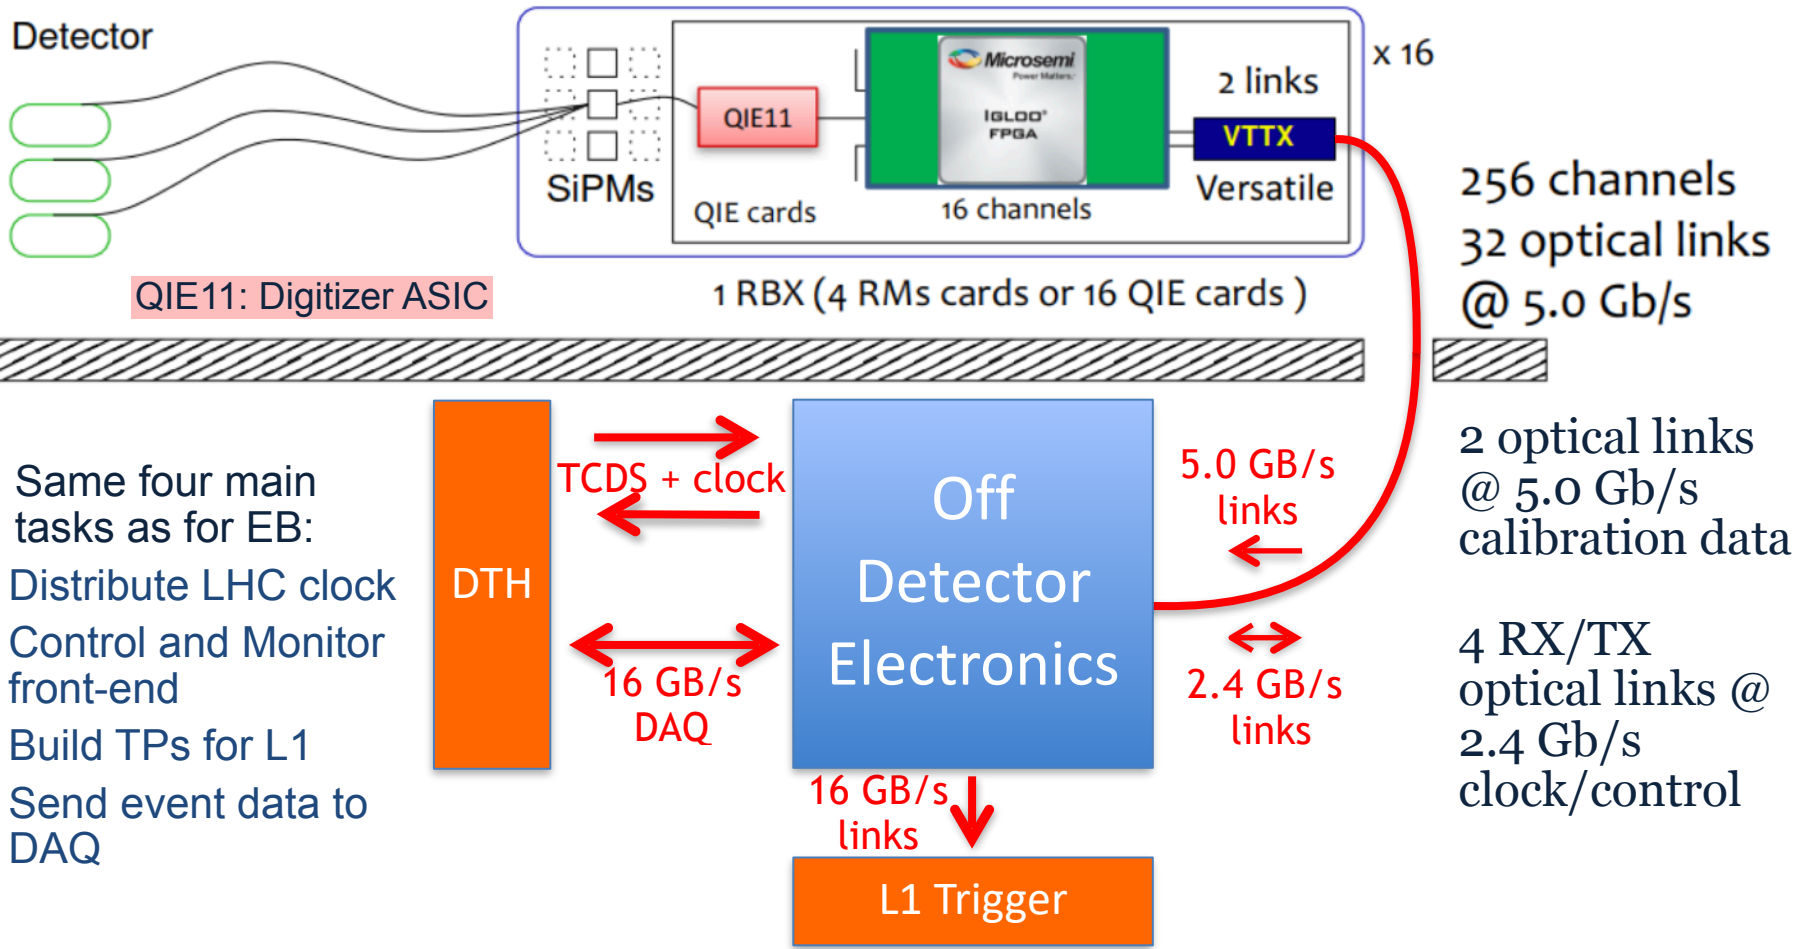 Detector
Microsemi
Power Matters.™
IGLOO®
FPGA
QIE11
2 links
VTTX
Versatile
x 16
SiPMs
QIE cards
16 channels
256 channels
32 optical links
@ 5.0 Gb/s
QIE11: Digitizer ASIC
1 RBX (4 RMs cards or 16 QIE cards )
Same four main
tasks as for EB:
Distribute LHC clock
Control and Monitor
front-end
Build TPs for L1
Send event data to
DAQ
DTH
TCDS + clock
16 GB/s
DAQ
Off
Detector
Electronics
5.0 GB/s
links
2.4 GB/s
links
16 GB/s
links
L1 Trigger
2 optical links
@ 5.0 Gb/s
calibration data
4 RX/TX
optical links @
2.4 Gb/s
clock/control